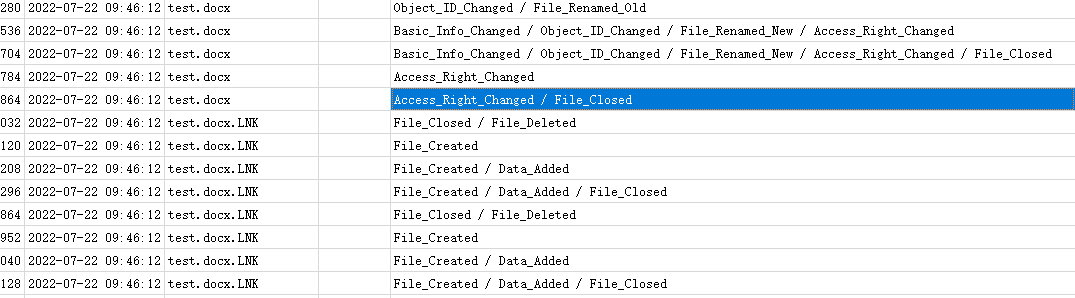 280 2022-07-22 09:46:12 test.docx Object_ID_Changed / File_Renamed_Old
536 2022-07-22 09:46:12 test.docx Basic_Info_Changed / Object_ID_Changed / File_Renamed_New / Access_Right_Changed
704 2022-07-22 09:46:12 test.docx Basic_Info_Changed / Object_ID_Changed / File_Renamed_New / Access_Right_Changed / File_Closed
784 2022-07-22 09:46:12 test.docx Access_Right_Changed
864 2022-07-22 09:46:12 test.docx Access_Right_Changed / File_Closed
032 2022-07-22 09:46:12 test.docx.LNK File_Closed / File_Deleted
120 2022-07-22 09:46:12 test.docx.LNK File_Created
208 2022-07-22 09:46:12 test.docx.LNK File_Created / Data_Added
296 2022-07-22 09:46:12 test.docx.LNK File_Created / Data_Added / File_Closed
864 2022-07-22 09:46:12 test.docx.LNK File_Closed / File_Deleted
952 2022-07-22 09:46:12 test.docx.LNK File_Created
040 2022-07-22 09:46:12 test.docx.LNK File_Created / Data_Added
128 2022-07-22 09:46:12 test.docx.LNK File_Created / Data_Added / File_Closed